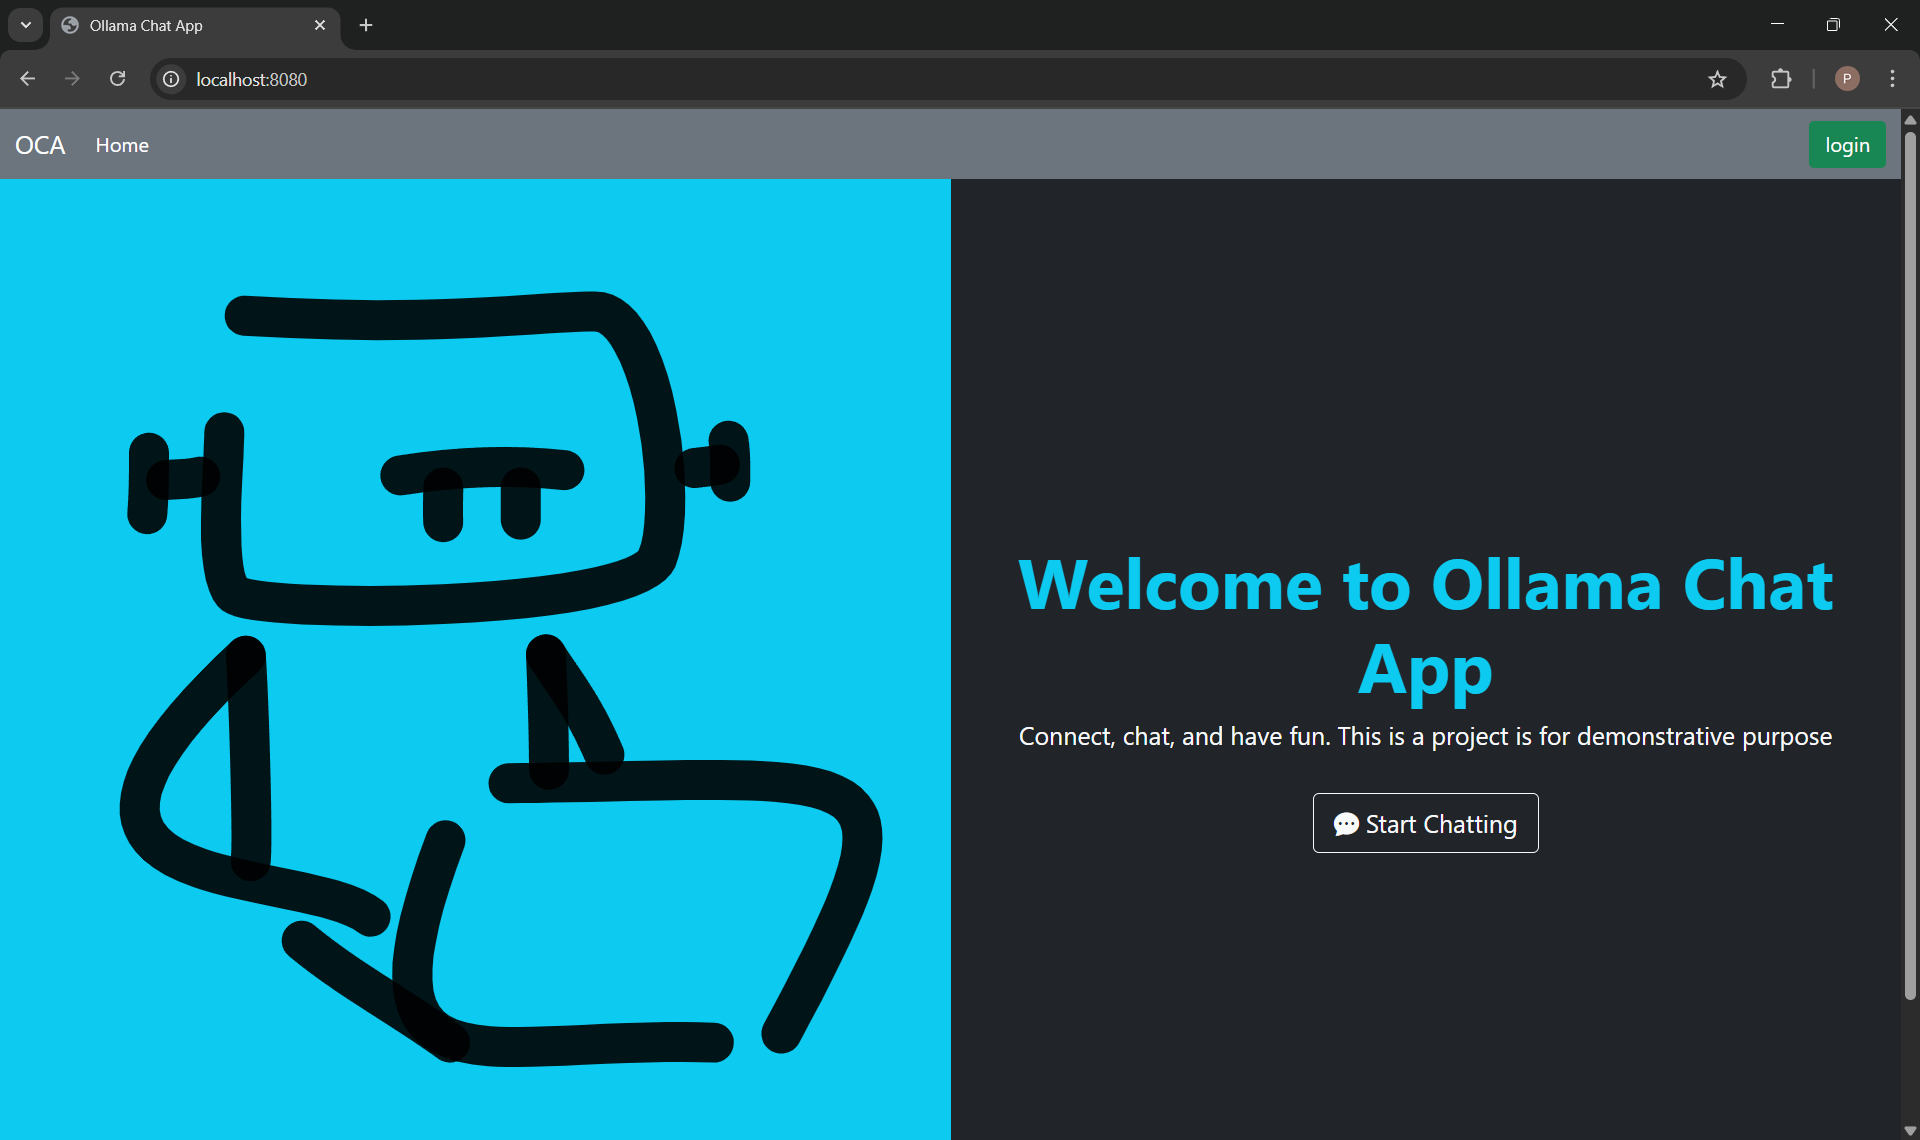 Ollama Chat App
localhost:8080
P
OCA Home login
Welcome to Ollama Chat
App
Connect, chat, and have fun. This is a project is for demonstrative purpose
Start Chatting